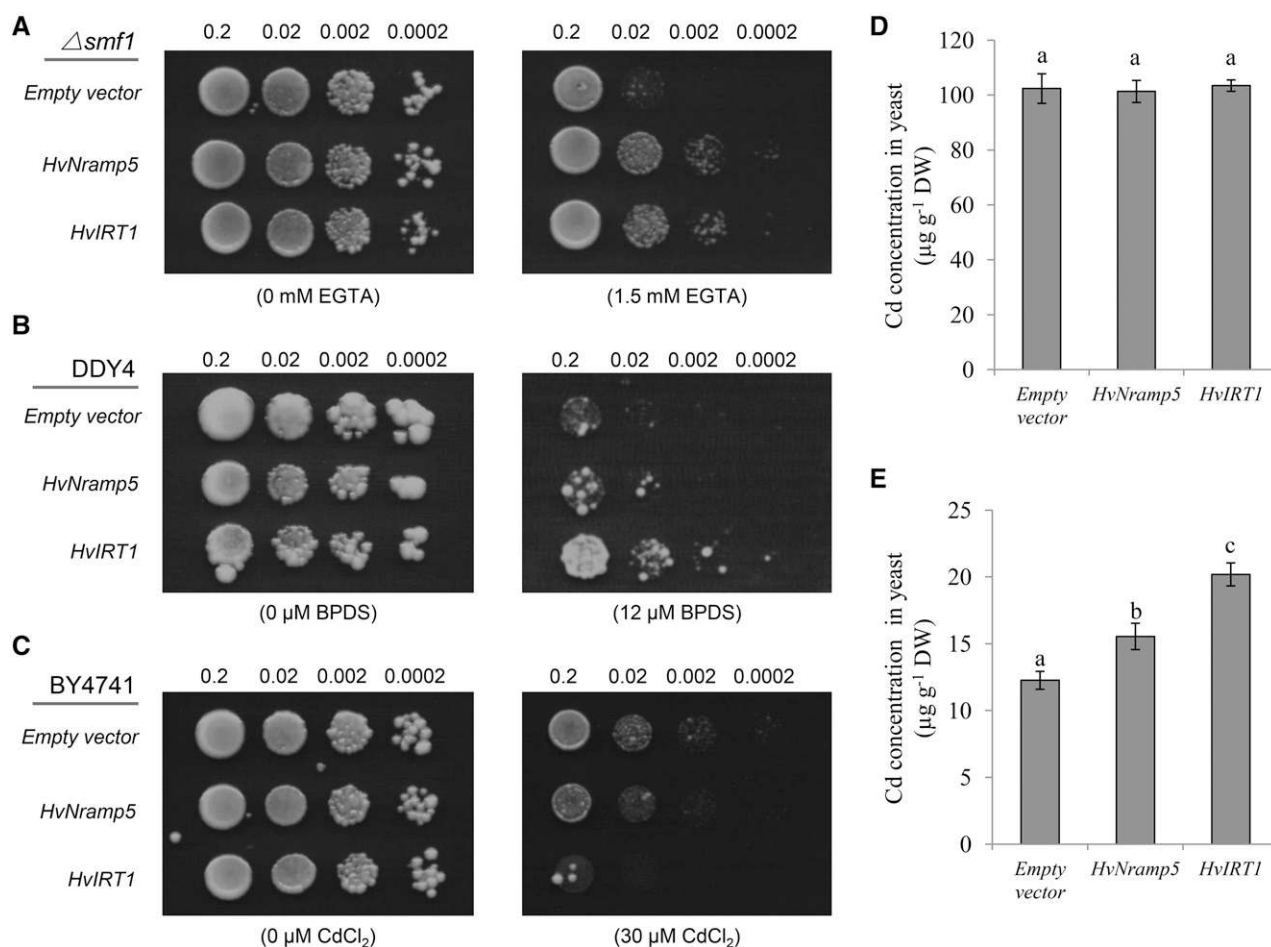 A
△smf1
0.2 0.02 0.002 0.0002
0.2 0.02 0.002 0.0002
Empty vector
HvNramp5
HvIRT1
(0 mM EGTA)
(1.5 mM EGTA)
B
DDY4
0.2 0.02 0.002 0.0002
0.2 0.02 0.002 0.0002
Empty vector
HvNramp5
HvIRT1
(0 µM BPDS)
(12 µM BPDS)
C
BY4741
0.2 0.02 0.002 0.0002
0.2 0.02 0.002 0.0002
Empty vector
HvNramp5
HvIRT1
(0 µM CdCl₂)
(30 µM CdCl₂)
D
Cd concentration in yeast
(µg g⁻¹ DW)
120
100
80
60
40
20
0
a a a
Empty
vector
HvNramp5
HvIRT1
E
Cd concentration in yeast
(µg g⁻¹ DW)
25
20
15
10
5
0
a
b
c
Empty
vector
HvNramp5
HvIRT1